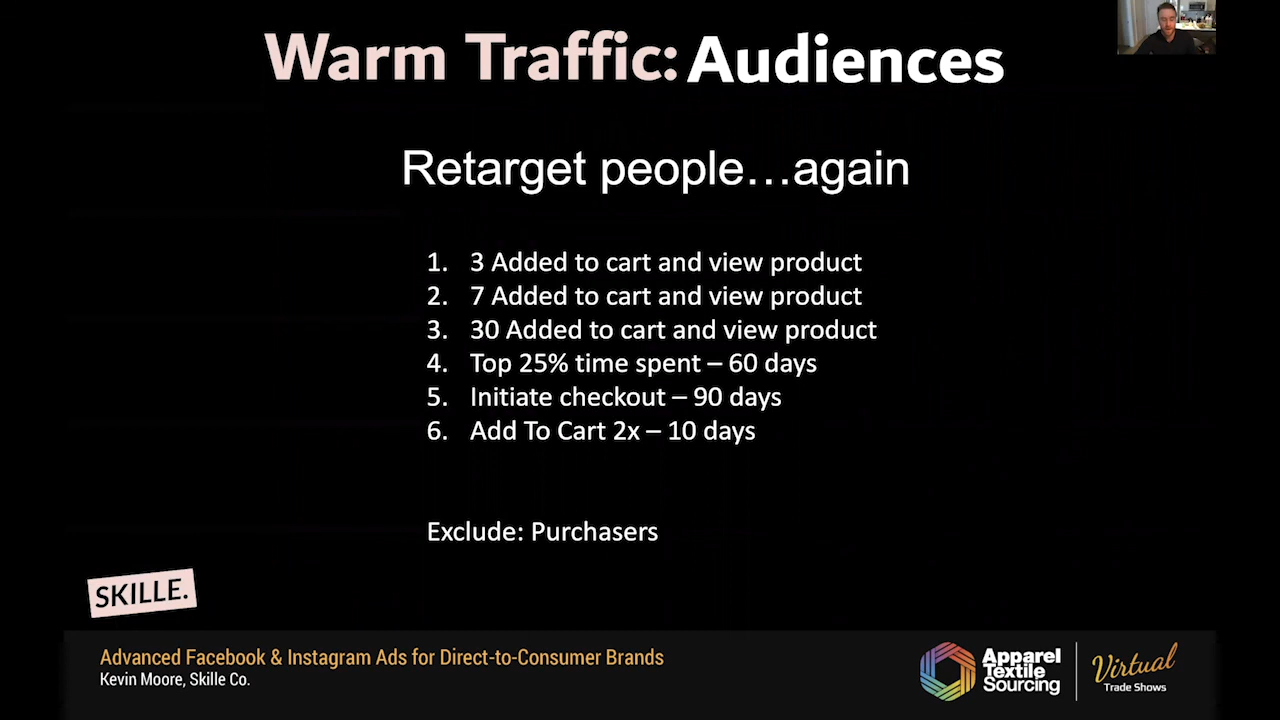 Warm Traffic: Audiences
Retarget people…again
1. 3 Added to cart and view product
2. 7 Added to cart and view product
3. 30 Added to cart and view product
4. Top 25% time spent – 60 days
5. Initiate checkout – 90 days
6. Add To Cart 2x – 10 days
Exclude: Purchasers
SKILLE.
Advanced Facebook & Instagram Ads for Direct-to-Consumer Brands
Kevin Moore, Skille Co.
Apparel
Textile
Sourcing
Virtual
Trade Shows